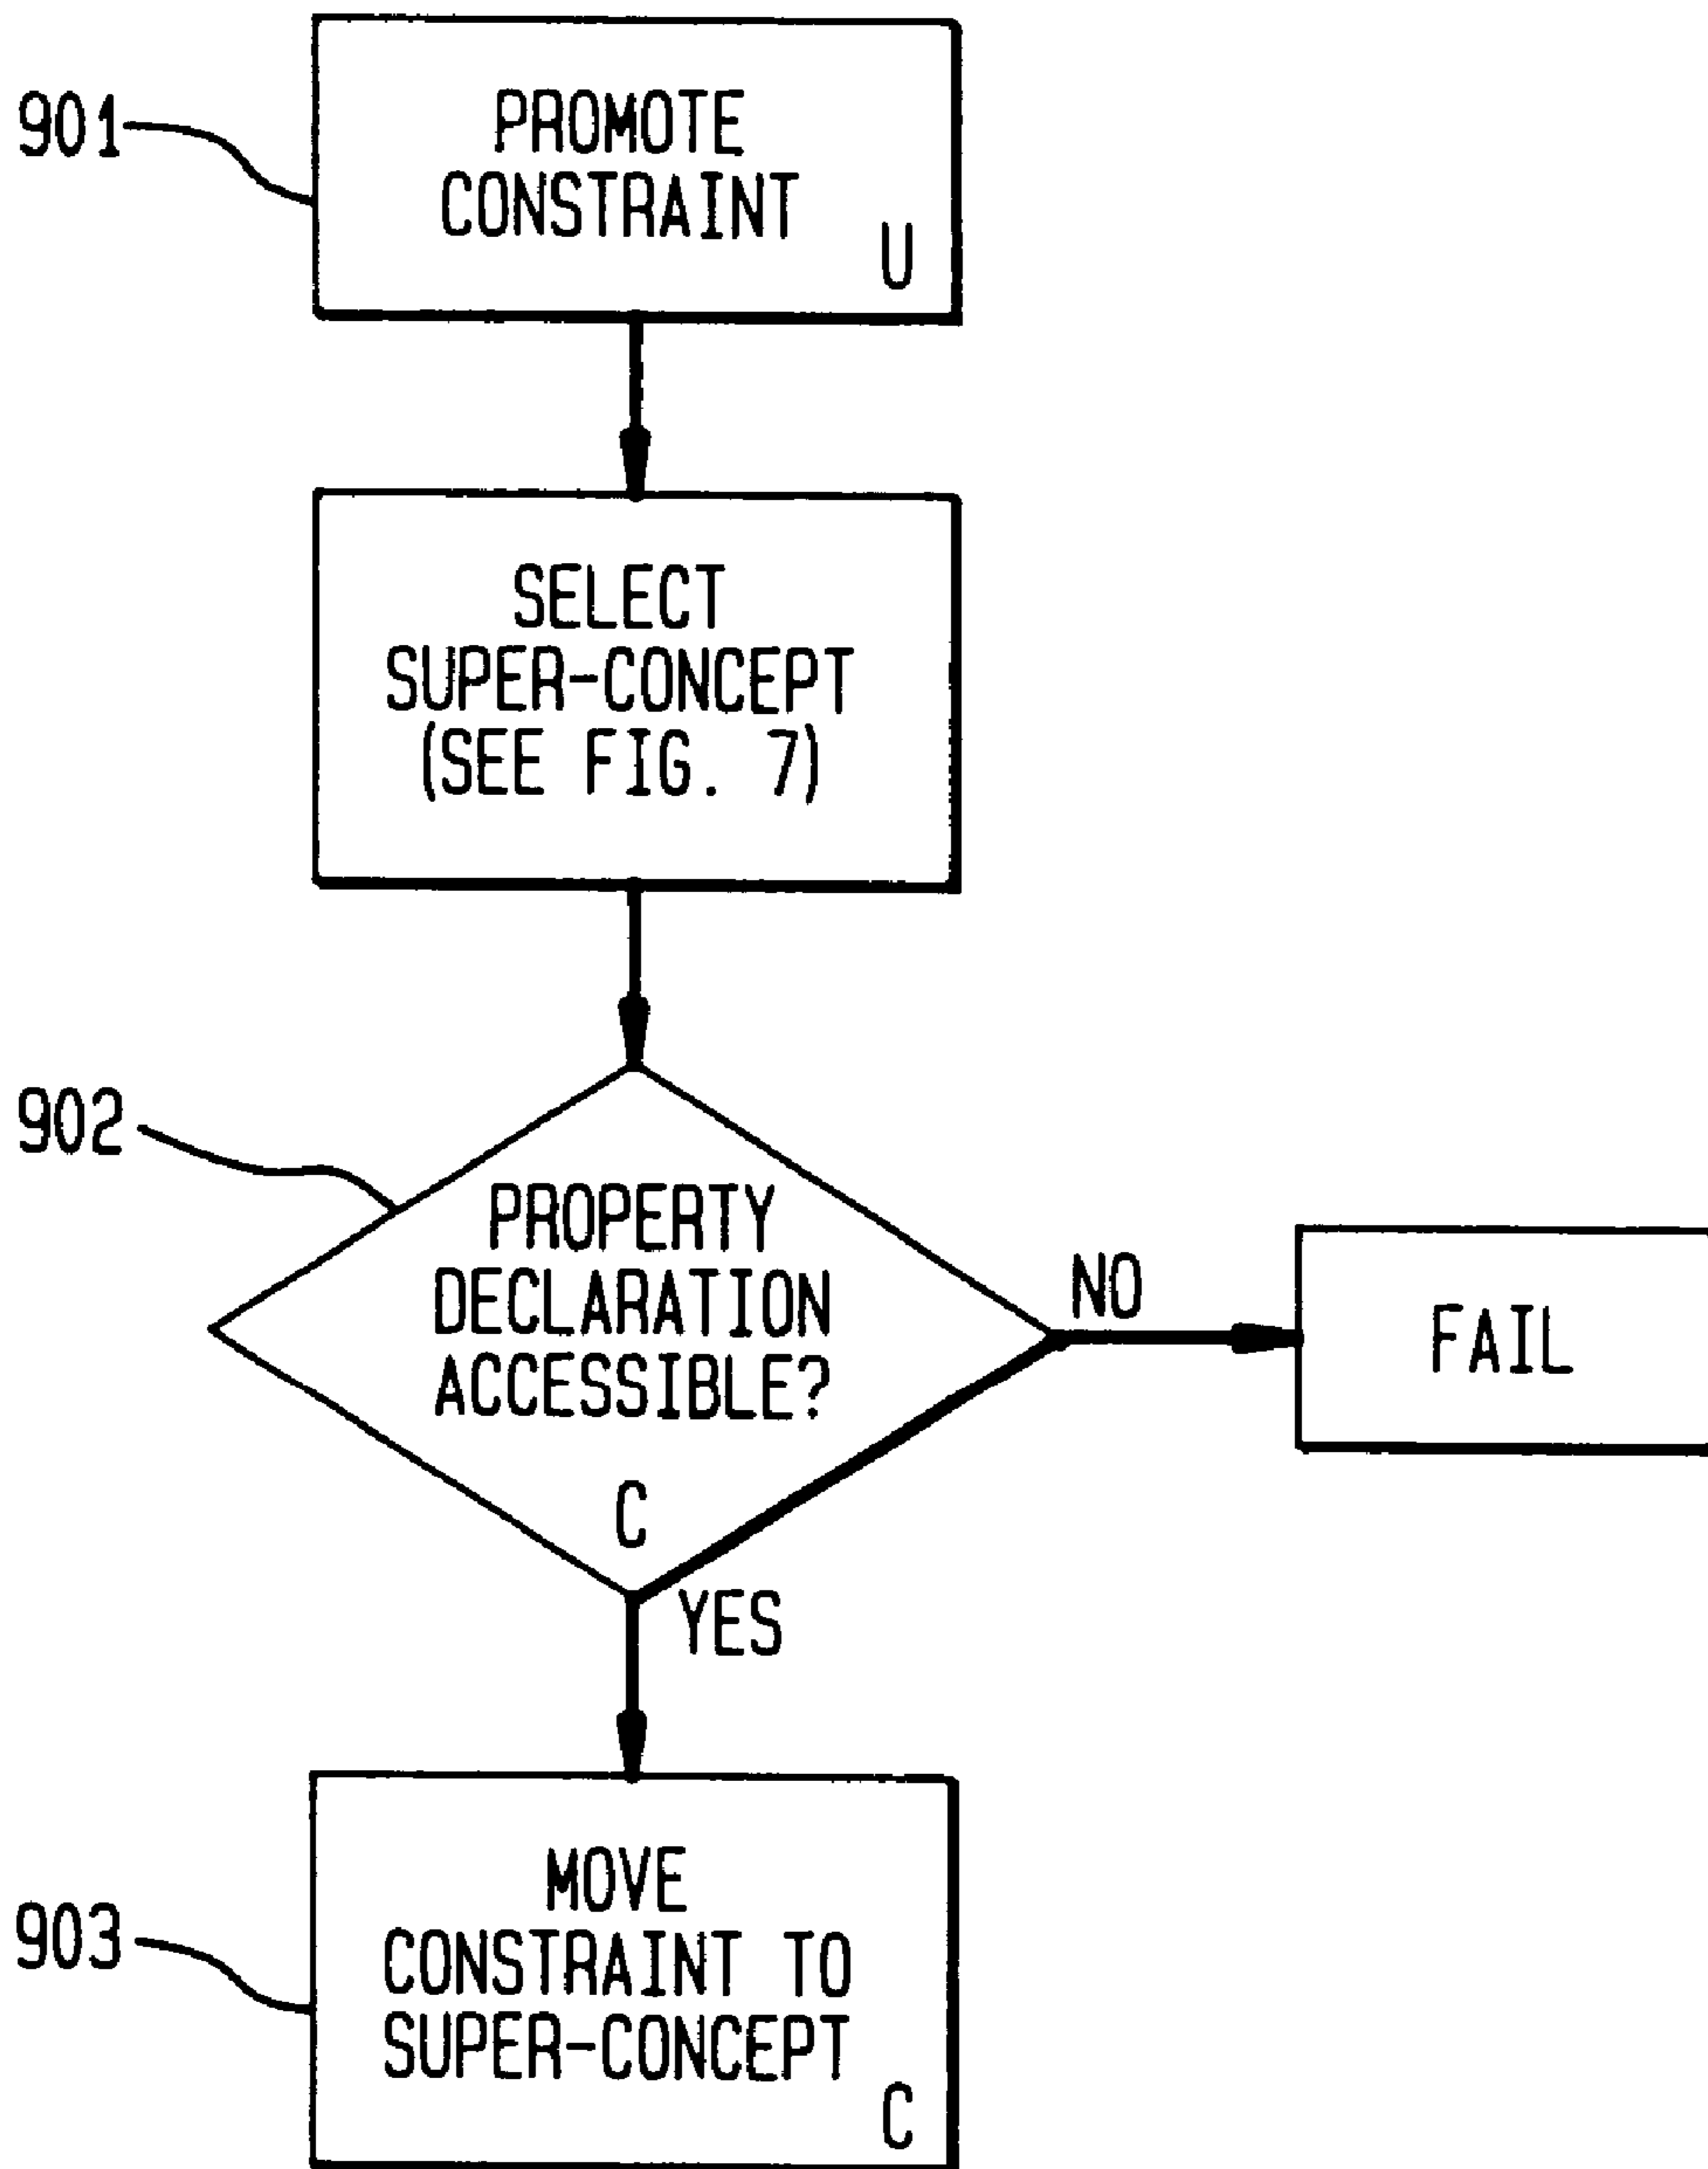 901
PROMOTE
CONSTRAINT
U
SELECT
SUPER-CONCEPT
(SEE FIG. 7)
902
PROPERTY
DECLARATION
ACCESSIBLE?
C
NO
FAIL
YES
903
MOVE
CONSTRAINT TO
SUPER-CONCEPT
C